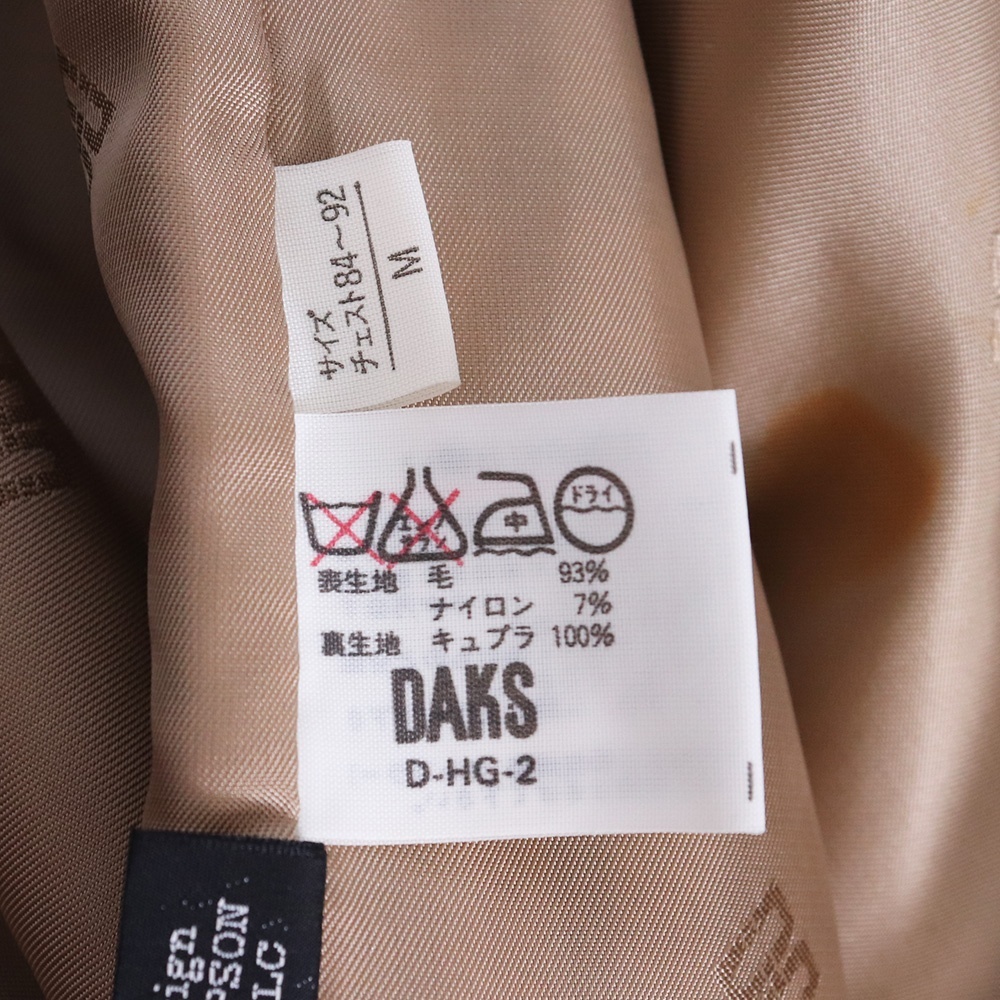 サイズ
チェスト84～92
M
中
ドライ
表生地 毛 93%
ナイロン 7%
裏生地 キュプラ 100%
DAKS
D-HG-2